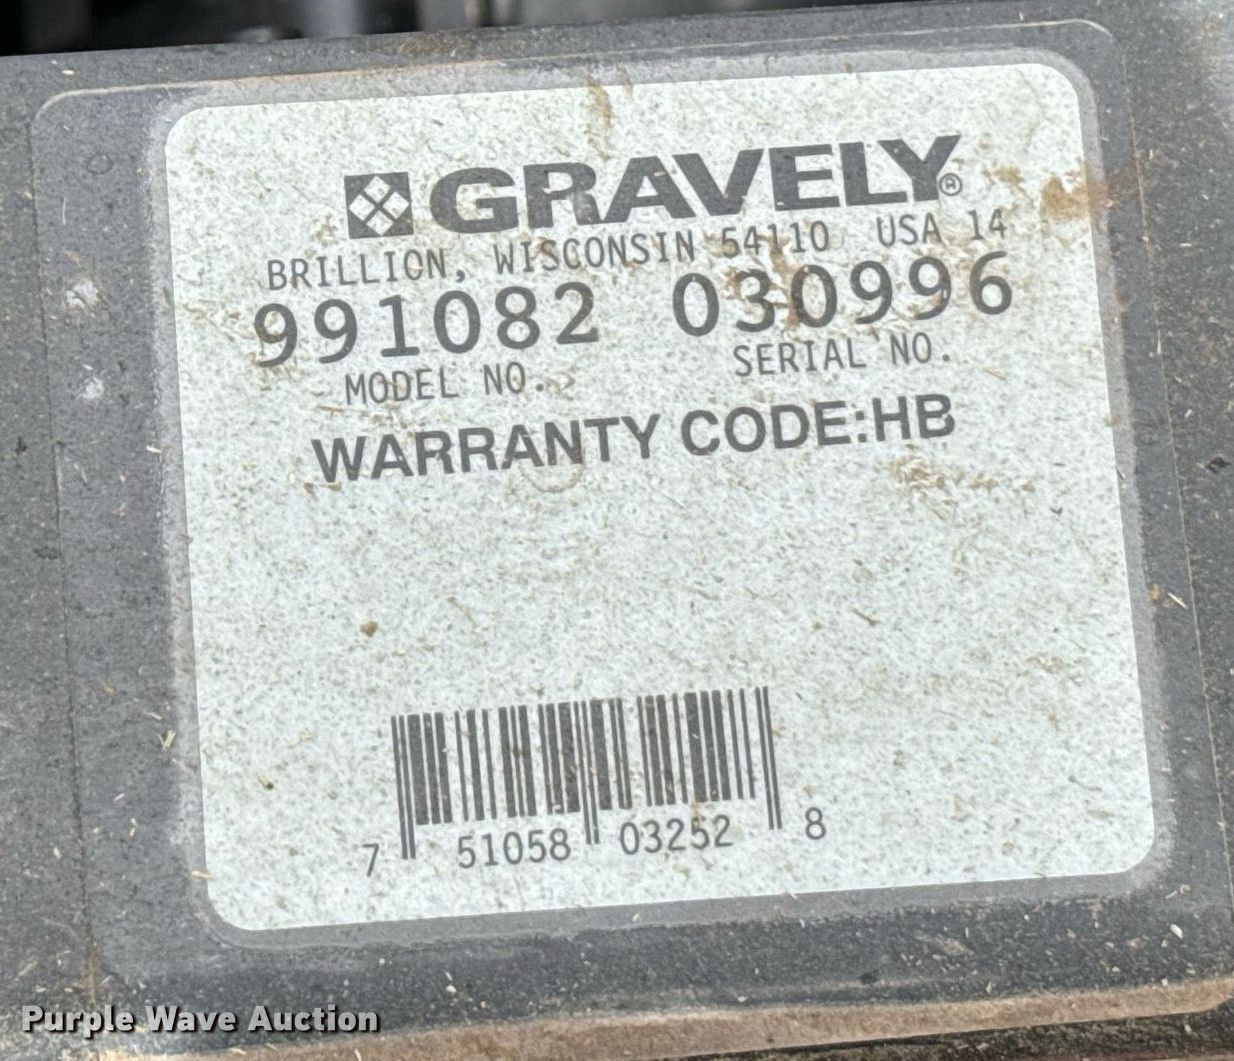 GRAVELY®
BRILLION, WISCONSIN 54110 USA 14
991082 030996
MODEL NO. SERIAL NO.
WARRANTY CODE:HB
7 51058 03252 8
Purple Wave Auction